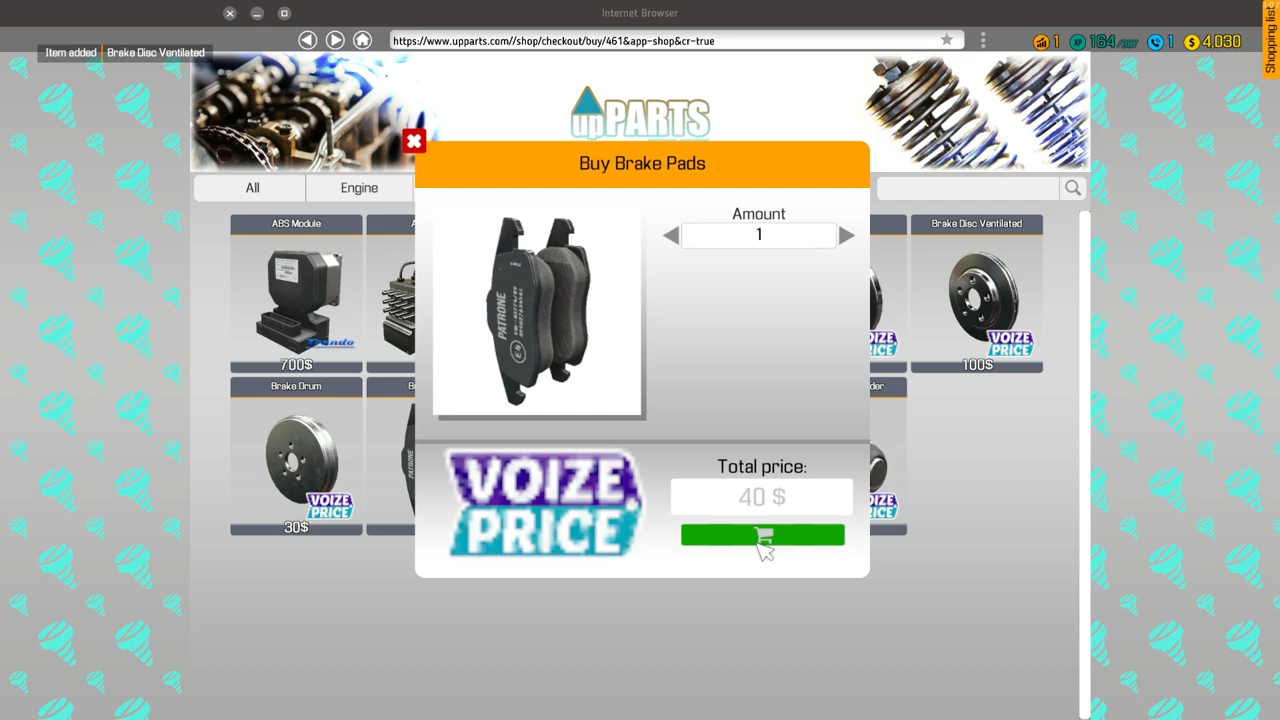 Internet Browser
https://www.upparts.com//shop/checkout/buy/461&app-shop&cr-true
1
164
1
$ 4,030
Shopping list
Item added
Brake Disc Ventilated
upPARTS
Buy Brake Pads
All
Engine
Amount
1
ABS Module
Brake Disc Ventilated
PATRONE
700$
VOIZE PRICE
100$
Brake Drum
VOIZE PRICE
30$
VOIZE.
PRICE
Total price:
40 $